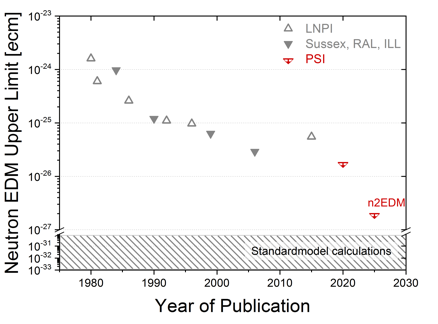 Neutron EDM Upper Limit [ecm]
10-23
10-24
10-25
10-26
10-27
10-31
10-32
10-33
LNPI
Sussex, RAL, ILL
PSI
n2EDM
Standardmodel calculations
1980
1990
2000
2010
2020
2030
Year of Publication